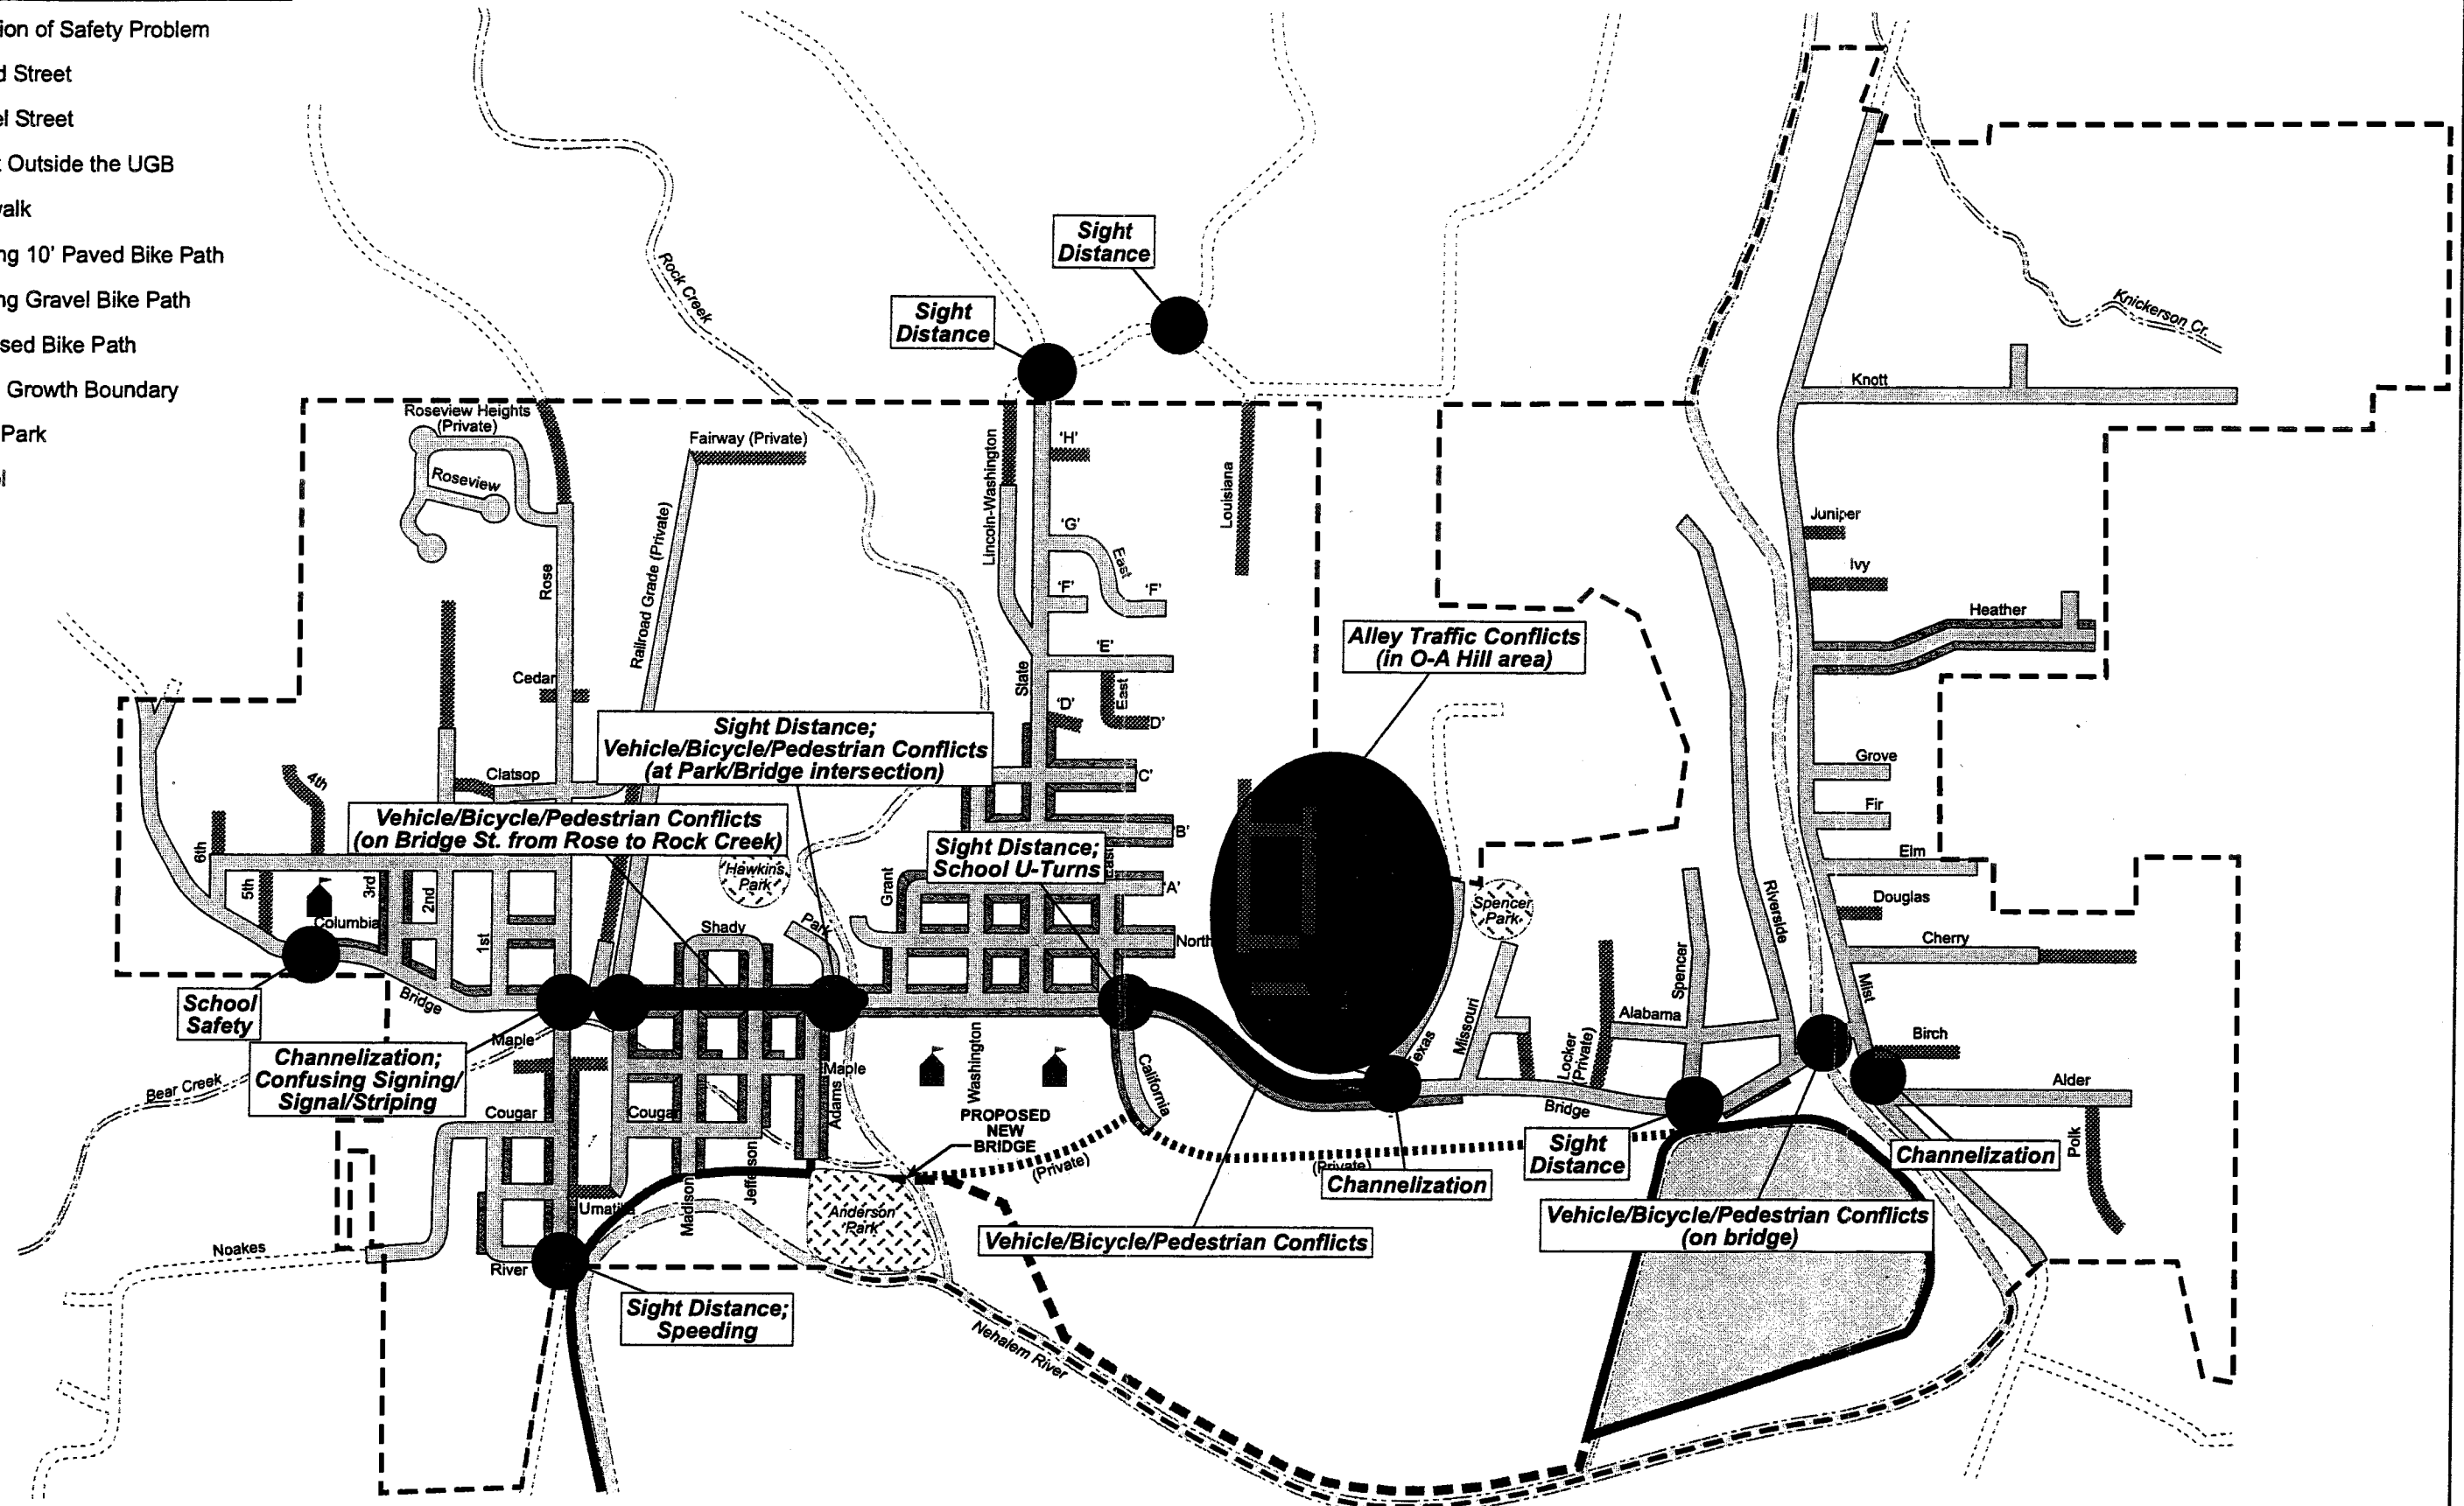 ion of Safety Problem
d Street
el Street
t Outside the UGB
valk
ng 10' Paved Bike Path
ng Gravel Bike Path
sed Bike Path
Growth Boundary
Park
l
Sight
Distance
Sight
Distance
Rock Creek
Knickerson Cr.
Knott
Roseview Heights
(Private)
Roseview
Fairway (Private)
Lincoln-Washington
'H'
Louisiana
'G'
East
'F'
'F'
Juniper
Ivy
Heather
Rose
Railroad Grade (Private)
Alley Traffic Conflicts
(in O-A Hill area)
'E'
State
East
'D'
D'
Cedar
Sight Distance;
Vehicle/Bicycle/Pedestrian Conflicts
(at Park/Bridge intersection)
Clatsop
4th
'C'
Grove
Fir
Vehicle/Bicycle/Pedestrian Conflicts
(on Bridge St. from Rose to Rock Creek)
'B'
Sight Distance;
School U-Turns
East
Elm
6th
5th
3rd
2nd
Hawkins
Park
Grant
'A'
Spencer
Park
Douglas
Columbia
1st
Shady
Park
North
Riverside
Cherry
Spencer
Mist
School
Safety
Bridge
Maple
Channelization;
Confusing Signing/
Signal/Striping
Bear Creek
Maple
Adams
Washington
California
Texas
Missouri
Locker
(Private)
Alabama
Birch
Alder
Bridge
Polk
Cougar
Couga
PROPOSED
NEW
BRIDGE
(Private)
(Private)
Sight
Distance
Channelization
Channelization
Madison
Jefferson
Umatilla
Anderson
Park
Noakes
River
Vehicle/Bicycle/Pedestrian Conflicts
Vehicle/Bicycle/Pedestrian Conflicts
(on bridge)
Sight Distance;
Speeding
Nehalem River